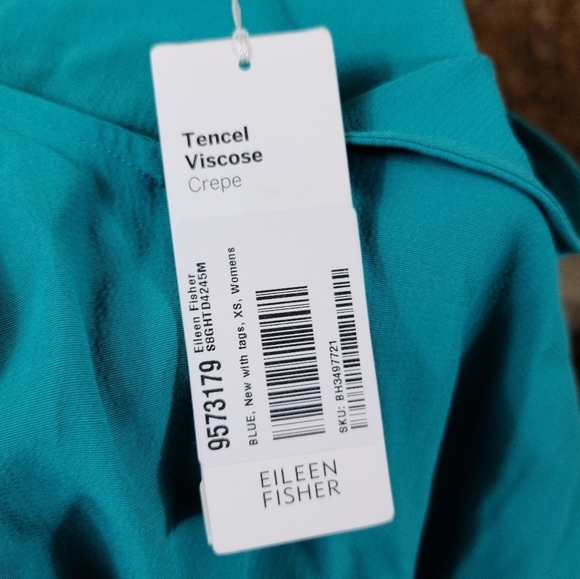 Tencel
Viscose
Crepe
Eileen Fisher
S8GHTD4245M
9573179
BLUE, New with tags, XS, Womens
SKU: BH3497721
EILEEN
FISHER